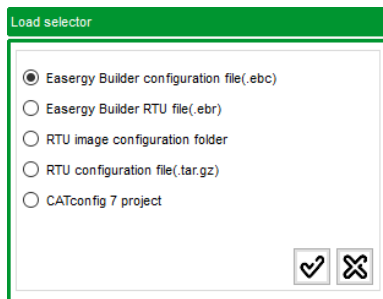 Load selector
Easergy Builder configuration file(.ebc)
Easergy Builder RTU file(.ebr)
RTU image configuration folder
RTU configuration file(.tar.gz)
CATconfig 7 project